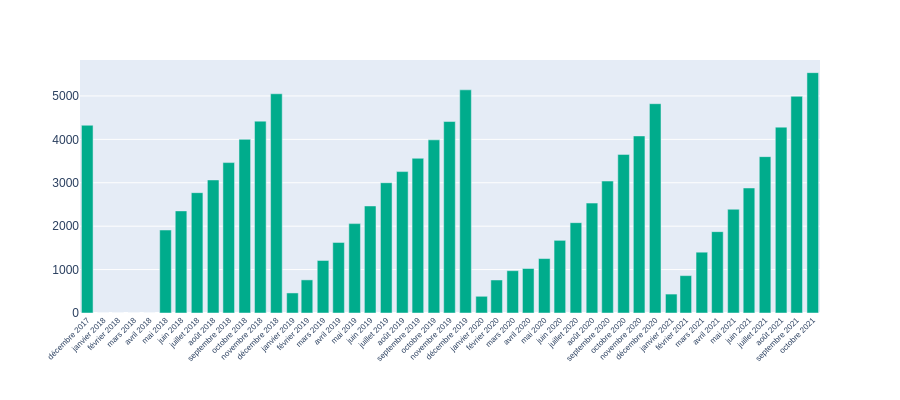 5000
4000
3000
2000
1000
0
décembre 2017
janvier 2018
février 2018
mars 2018
avril 2018
mai 2018
juin 2018
juillet 2018
août 2018
septembre 2018
octobre 2018
novembre 2018
décembre 2018
janvier 2019
février 2019
mars 2019
avril 2019
mai 2019
juin 2019
juillet 2019
août 2019
septembre 2019
octobre 2019
novembre 2019
décembre 2019
janvier 2020
février 2020
mars 2020
avril 2020
mai 2020
juin 2020
juillet 2020
août 2020
septembre 2020
octobre 2020
novembre 2020
décembre 2020
janvier 2021
février 2021
mars 2021
avril 2021
mai 2021
juin 2021
juillet 2021
août 2021
septembre 2021
octobre 2021